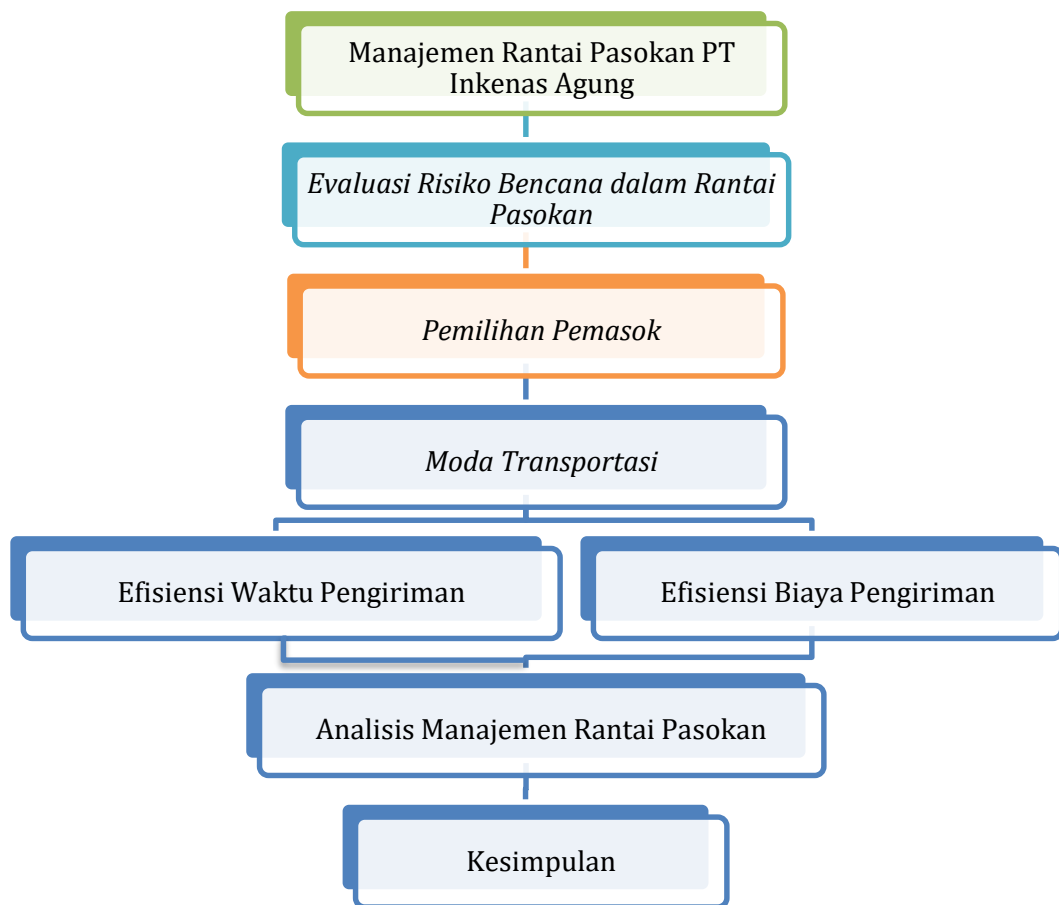 Manajemen Rantai Pasokan PT
Inkenas Agung
Evaluasi Risiko Bencana dalam Rantai
Pasokan
Pemilihan Pemasok
Moda Transportasi
Efisiensi Waktu Pengiriman
Efisiensi Biaya Pengiriman
Analisis Manajemen Rantai Pasokan
Kesimpulan